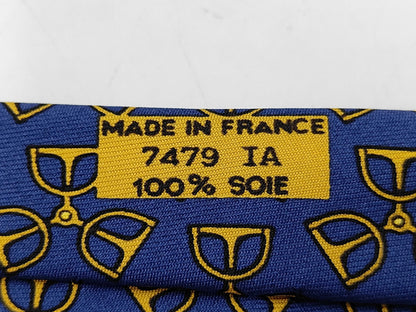 MADE IN FRANCE
7479 IA
100% SOIE